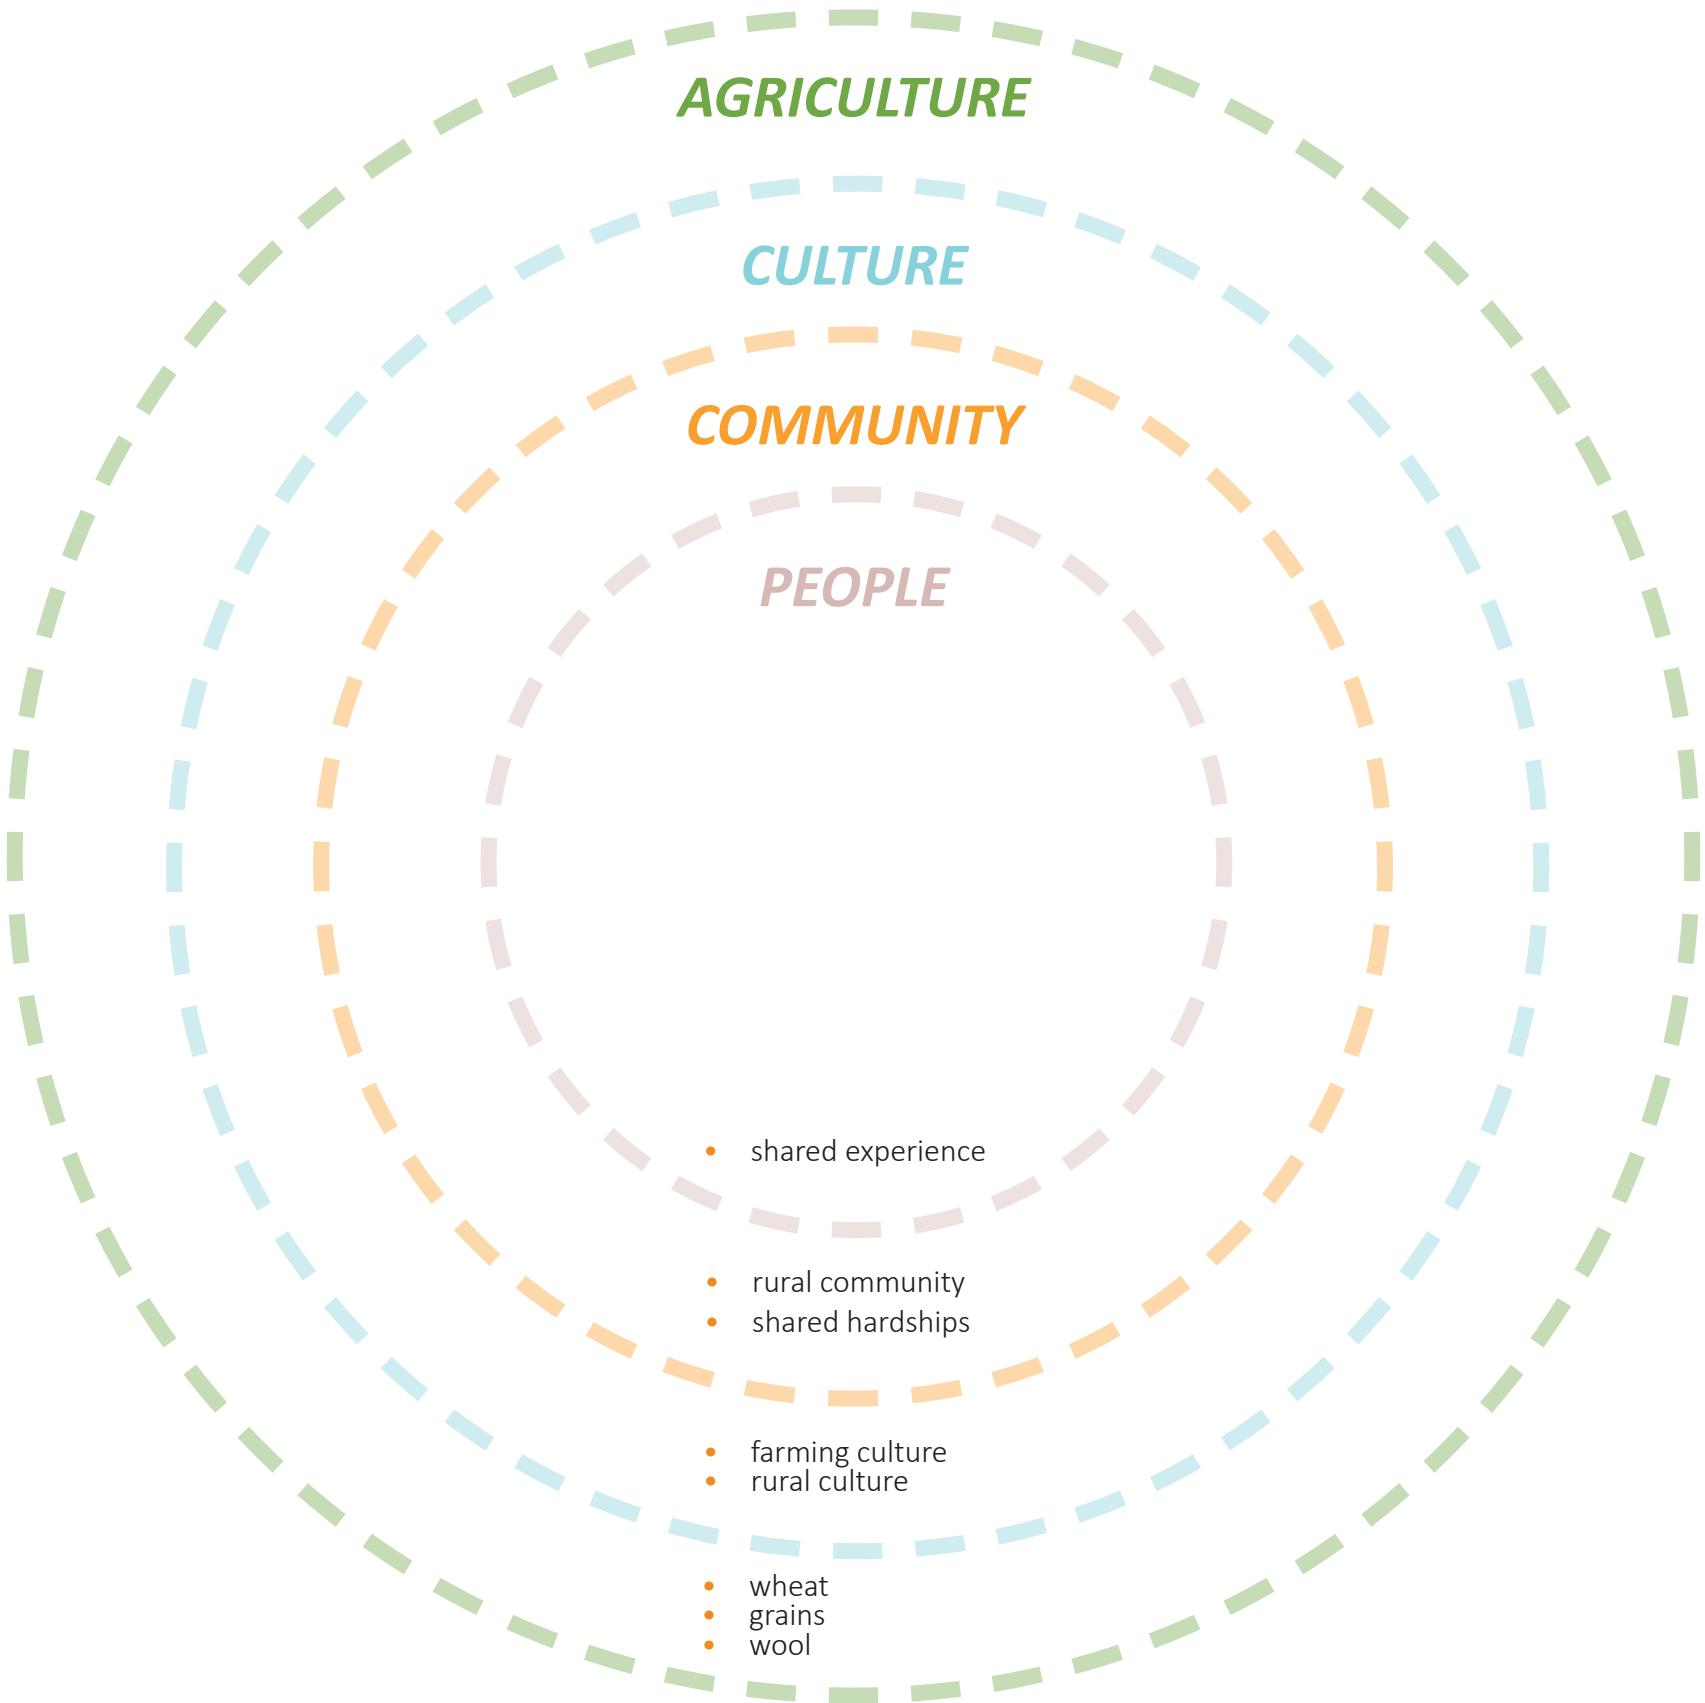 AGRICULTURE
CULTURE
COMMUNITY
PEOPLE
• shared experience
• rural community
• shared hardships
• farming culture
• rural culture
• wheat
• grains
• wool